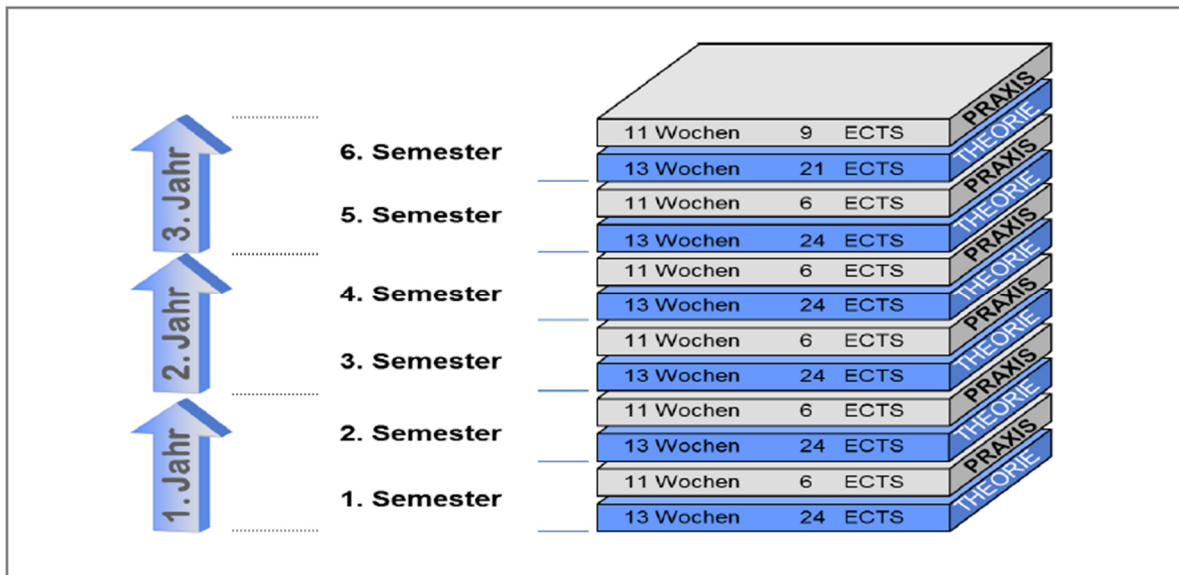 3. Jahr
2. Jahr
1. Jahr
6. Semester
5. Semester
4. Semester
3. Semester
2. Semester
1. Semester
11 Wochen 9 ECTS PRAXIS
13 Wochen 21 ECTS THEORIE
11 Wochen 6 ECTS PRAXIS
13 Wochen 24 ECTS THEORIE
11 Wochen 6 ECTS PRAXIS
13 Wochen 24 ECTS THEORIE
11 Wochen 6 ECTS PRAXIS
13 Wochen 24 ECTS THEORIE
11 Wochen 6 ECTS PRAXIS
13 Wochen 24 ECTS THEORIE
11 Wochen 6 ECTS PRAXIS
13 Wochen 24 ECTS THEORIE